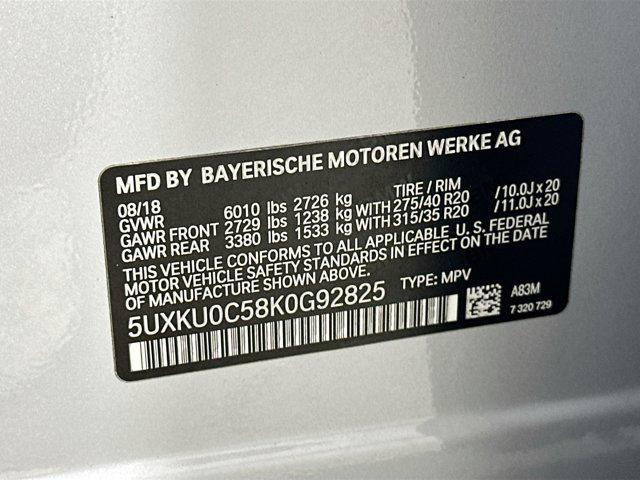 MFD BY BAYERISCHE MOTOREN WERKE AG
08/18 TIRE / RIM
GVWR 6010 lbs 2726 kg
GAWR FRONT 2729 lbs 1238 kg WITH 275/40 R20 /10.0J x 20
GAWR REAR 3380 lbs 1533 kg WITH 315/35 R20 /11.0J x 20
THIS VEHICLE CONFORMS TO ALL APPLICABLE U. S. FEDERAL
MOTOR VEHICLE SAFETY STANDARDS IN EFFECT ON THE
DATE OF MANUFACTURE SHOWN ABOVE.
5UXKU0C58K0G92825 TYPE: MPV
A83M
7 320 729